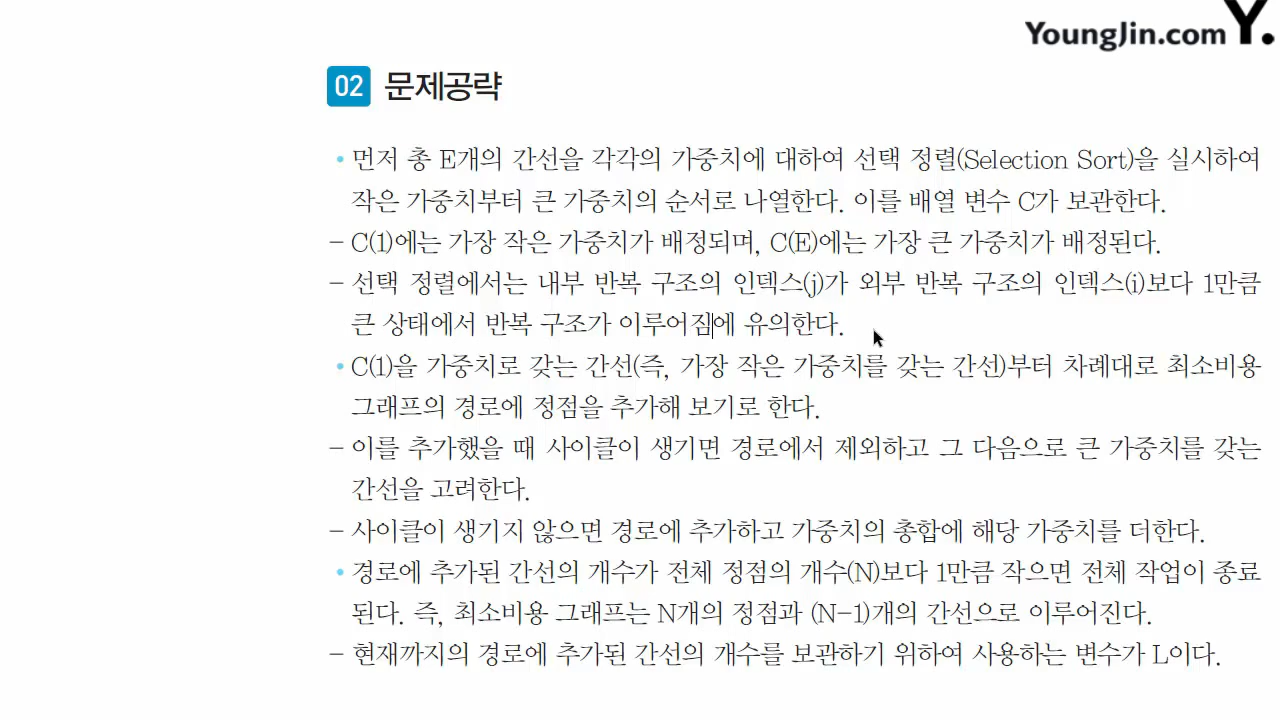 YoungJin.com Y.
02 문제공략
• 먼저 총 E개의 간선을 각각의 가중치에 대하여 선택 정렬(Selection Sort)을 실시하여
작은 가중치부터 큰 가중치의 순서로 나열한다. 이를 배열 변수 C가 보관한다.
– C(1)에는 가장 작은 가중치가 배정되며, C(E)에는 가장 큰 가중치가 배정된다.
– 선택 정렬에서는 내부 반복 구조의 인덱스(j)가 외부 반복 구조의 인덱스(i)보다 1만큼
큰 상태에서 반복 구조가 이루어짐에 유의한다.
• C(1)을 가중치로 갖는 간선(즉, 가장 작은 가중치를 갖는 간선)부터 차례대로 최소비용
그래프의 경로에 정점을 추가해 보기로 한다.
– 이를 추가했을 때 사이클이 생기면 경로에서 제외하고 그 다음으로 큰 가중치를 갖는
간선을 고려한다.
– 사이클이 생기지 않으면 경로에 추가하고 가중치의 총합에 해당 가중치를 더한다.
• 경로에 추가된 간선의 개수가 전체 정점의 개수(N)보다 1만큼 작으면 전체 작업이 종료
된다. 즉, 최소비용 그래프는 N개의 정점과 (N-1)개의 간선으로 이루어진다.
– 현재까지의 경로에 추가된 간선의 개수를 보관하기 위하여 사용하는 변수가 L이다.